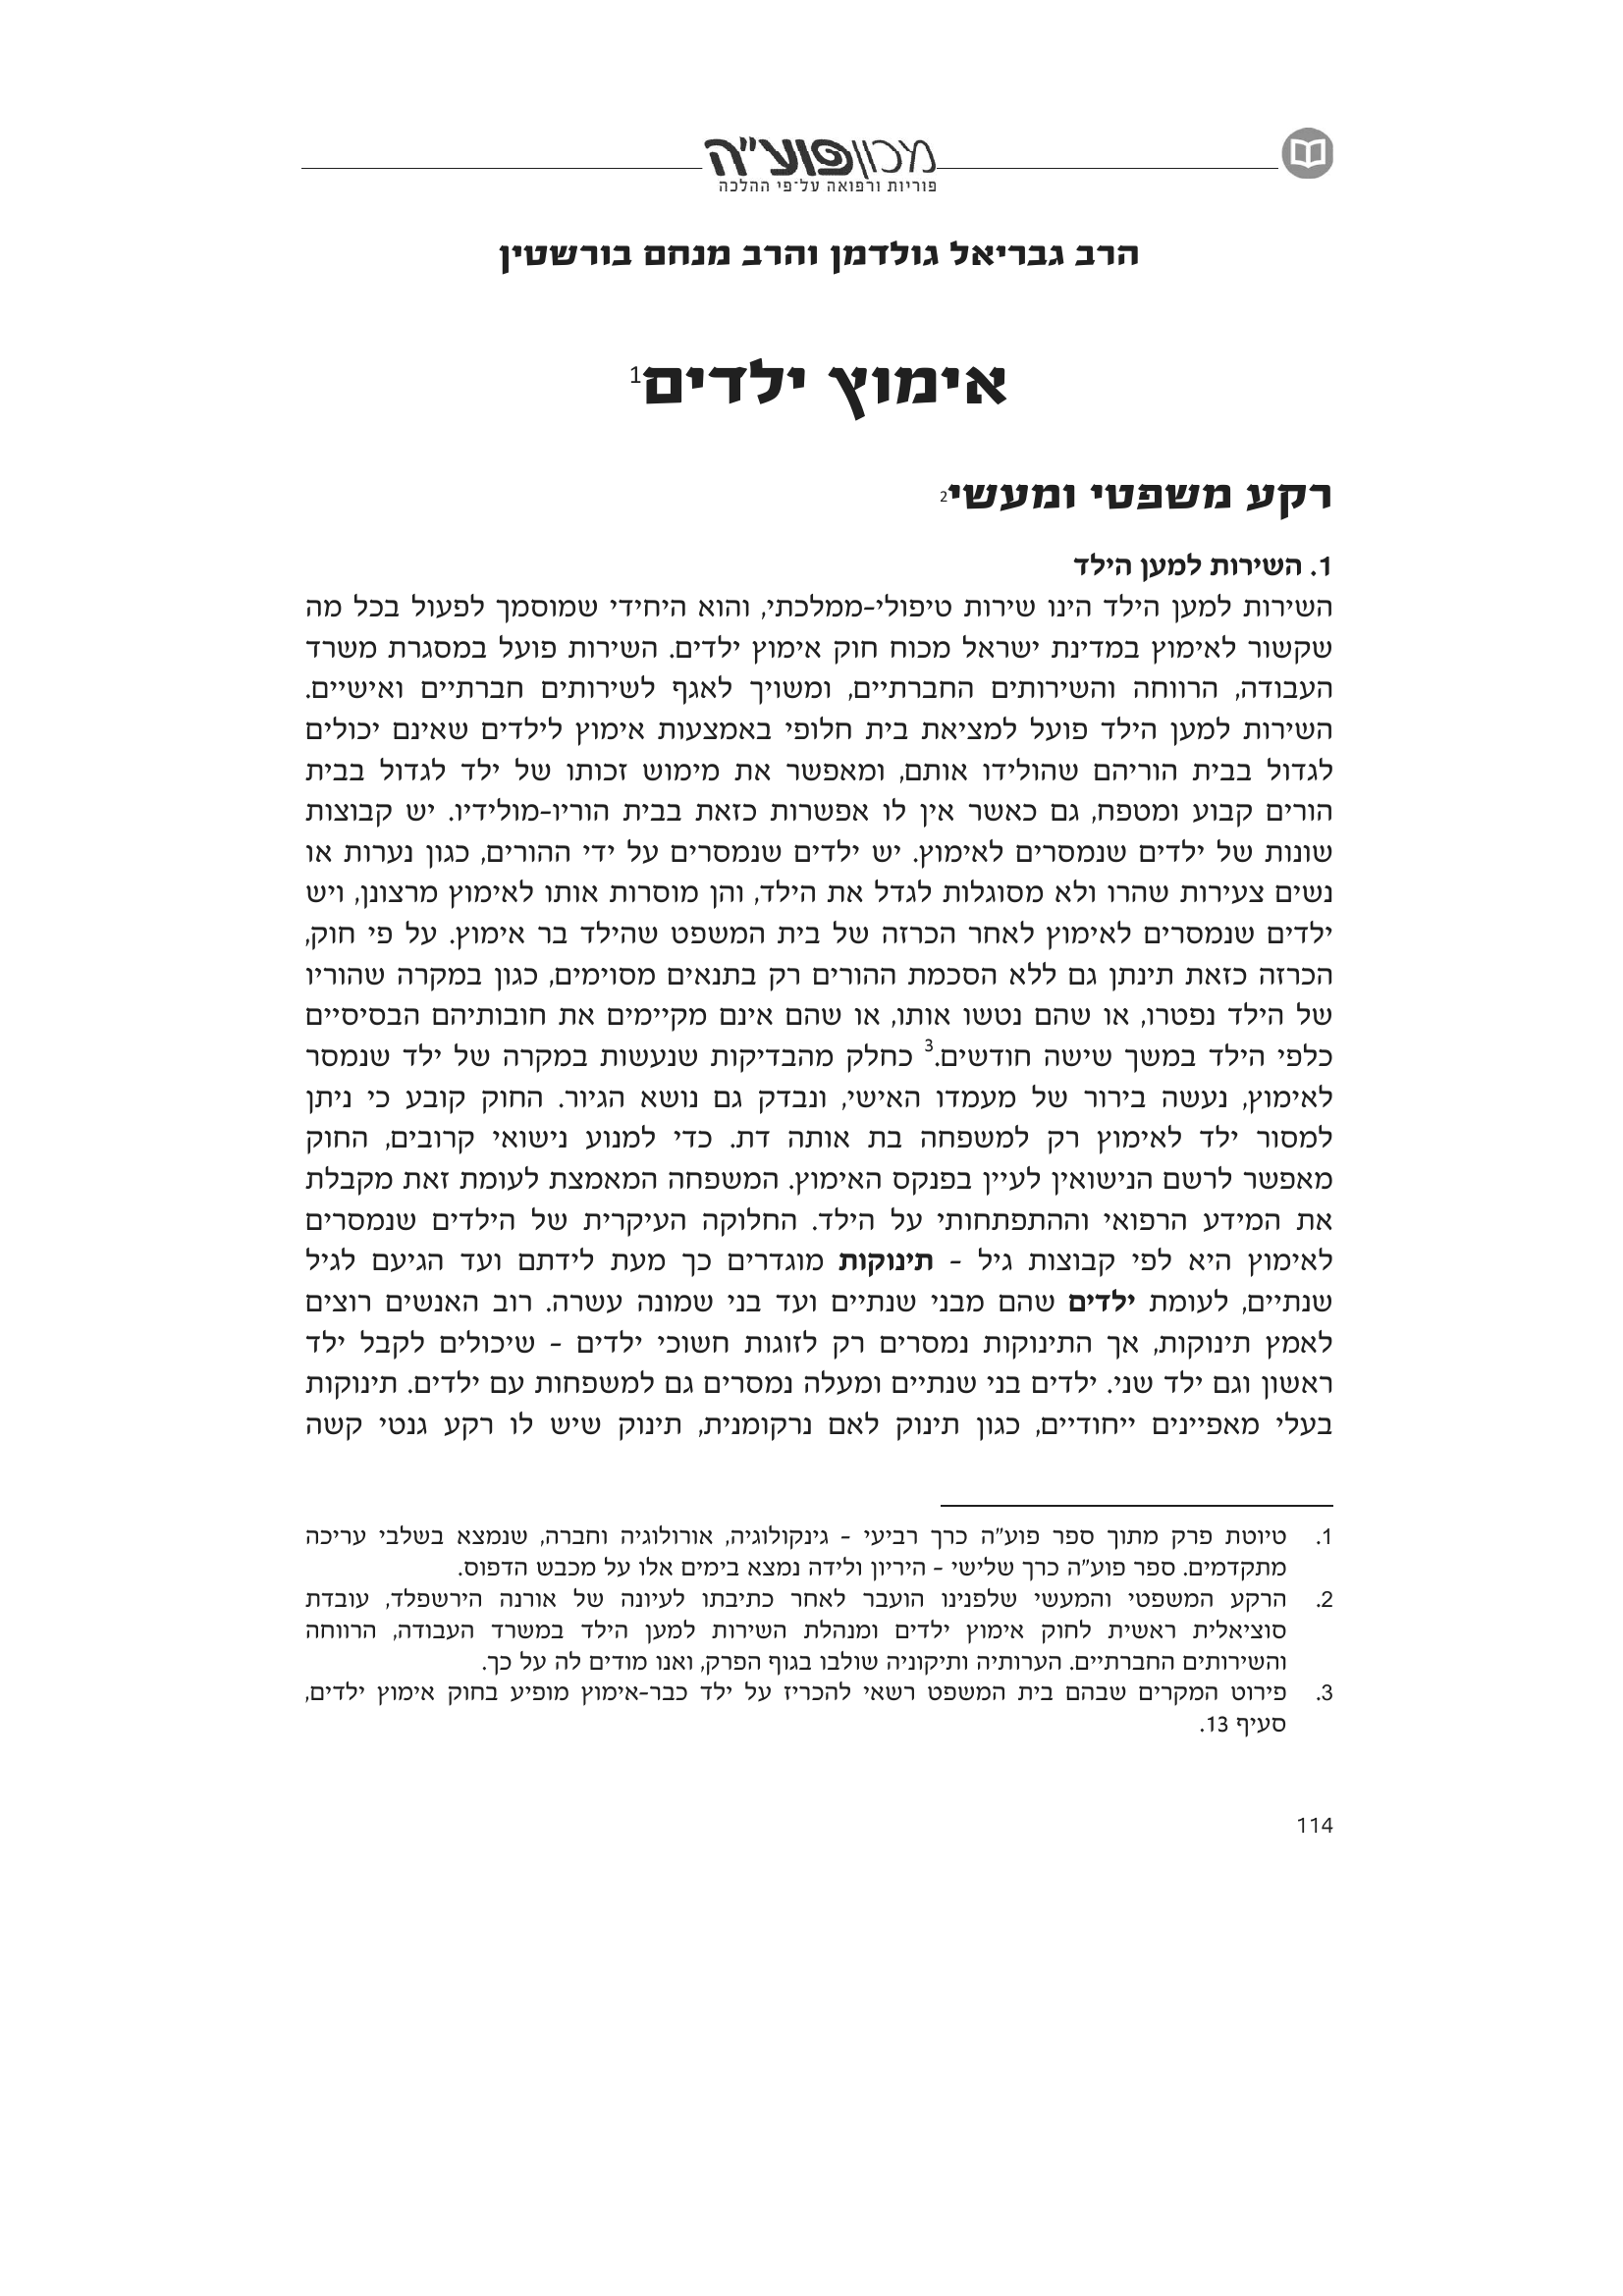 מכון פוע"ה
פוריות ורפואה על־פי ההלכה
הרב גבריאל גולדמן והרב מנחם בורשטין
אימוץ ילדים1
רקע משפטי ומעשי2
1. השירות למען הילד
השירות למען הילד הינו שירות טיפולי-ממלכתי, והוא היחידי שמוסמך לפעול בכל מה
שקשור לאימוץ במדינת ישראל מכוח חוק אימוץ ילדים. השירות פועל במסגרת משרד
העבודה, הרווחה והשירותים החברתיים, ומשויך לאגף לשירותים חברתיים ואישיים.
השירות למען הילד פועל למציאת בית חלופי באמצעות אימוץ לילדים שאינם יכולים
לגדול בבית הוריהם שהולידו אותם, ומאפשר את מימוש זכותו של ילד לגדול בבית
הורים קבוע ומטפח, גם כאשר אין לו אפשרות כזאת בבית הוריו-מולידיו. יש קבוצות
שונות של ילדים שנמסרים לאימוץ. יש ילדים שנמסרים על ידי ההורים, כגון נערות או
נשים צעירות שהרו ולא מסוגלות לגדל את הילד, והן מוסרות אותו לאימוץ מרצונן, ויש
ילדים שנמסרים לאימוץ לאחר הכרזה של בית המשפט שהילד בר אימוץ. על פי חוק,
הכרזה כזאת תינתן גם ללא הסכמת ההורים רק בתנאים מסוימים, כגון במקרה שהוריו
של הילד נפטרו, או שהם נטשו אותו, או שהם אינם מקיימים את חובותיהם הבסיסיים
כלפי הילד במשך שישה חודשים.3 כחלק מהבדיקות שנעשות במקרה של ילד שנמסר
לאימוץ, נעשה בירור של מעמדו האישי, ונבדק גם נושא הגיור. החוק קובע כי ניתן
למסור ילד לאימוץ רק למשפחה בת אותה דת. כדי למנוע נישואי קרובים, החוק
מאפשר לרשם הנישואין לעיין בפנקס האימוץ. המשפחה המאמצת לעומת זאת מקבלת
את המידע הרפואי וההתפתחותי על הילד. החלוקה העיקרית של הילדים שנמסרים
לאימוץ היא לפי קבוצות גיל - תינוקות מוגדרים כך מעת לידתם ועד הגיעם לגיל
שנתיים, לעומת ילדים שהם מבני שנתיים ועד בני שמונה עשרה. רוב האנשים רוצים
לאמץ תינוקות, אך התינוקות נמסרים רק לזוגות חשוכי ילדים - שיכולים לקבל ילד
ראשון וגם ילד שני. ילדים בני שנתיים ומעלה נמסרים גם למשפחות עם ילדים. תינוקות
בעלי מאפיינים ייחודיים, כגון תינוק לאם נרקומנית, תינוק שיש לו רקע גנטי קשה
1. טיוטת פרק מתוך ספר פוע"ה כרך רביעי - גינקולוגיה, אורולוגיה וחברה, שנמצא בשלבי עריכה
מתקדמים. ספר פוע"ה כרך שלישי - היריון ולידה נמצא בימים אלו על מכבש הדפוס.
2. הרקע המשפטי והמעשי שלפנינו הועבר לאחר כתיבתו לעיונה של אורנה הירשפלד, עובדת
סוציאלית ראשית לחוק אימוץ ילדים ומנהלת השירות למען הילד במשרד העבודה, הרווחה
והשירותים החברתיים. הערותיה ותיקוניה שולבו בגוף הפרק, ואנו מודים לה על כך.
3. פירוט המקרים שבהם בית המשפט רשאי להכריז על ילד כבר-אימוץ מופיע בחוק אימוץ ילדים,
סעיף 13.
114